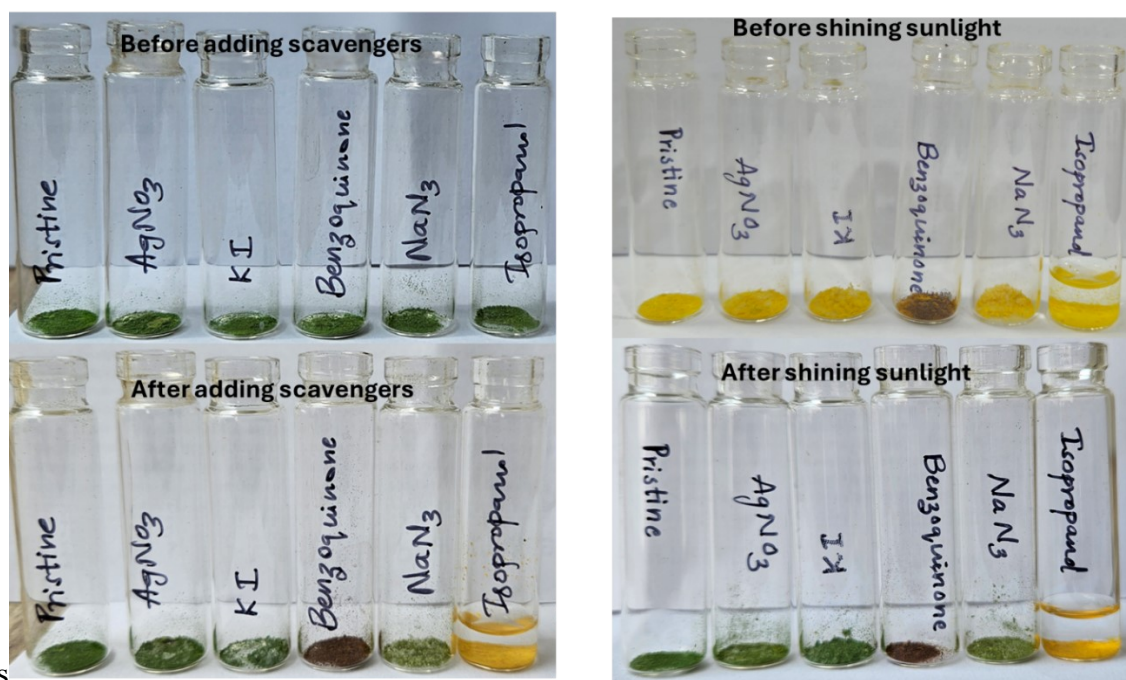 Before adding scavengers
Pristine
AgNO3
KI
Benzoquinone
NaN3
Isopropanol
After adding scavengers
Pristine
AgNO3
KI
Benzoquinone
NaN3
Isopropanol
Before shining sunlight
Pristine
AgNO3
KI
Benzoquinone
NaN3
Isopropanol
After shining sunlight
Pristine
AgNO3
KI
Benzoquinone
NaN3
Isopropanol
s